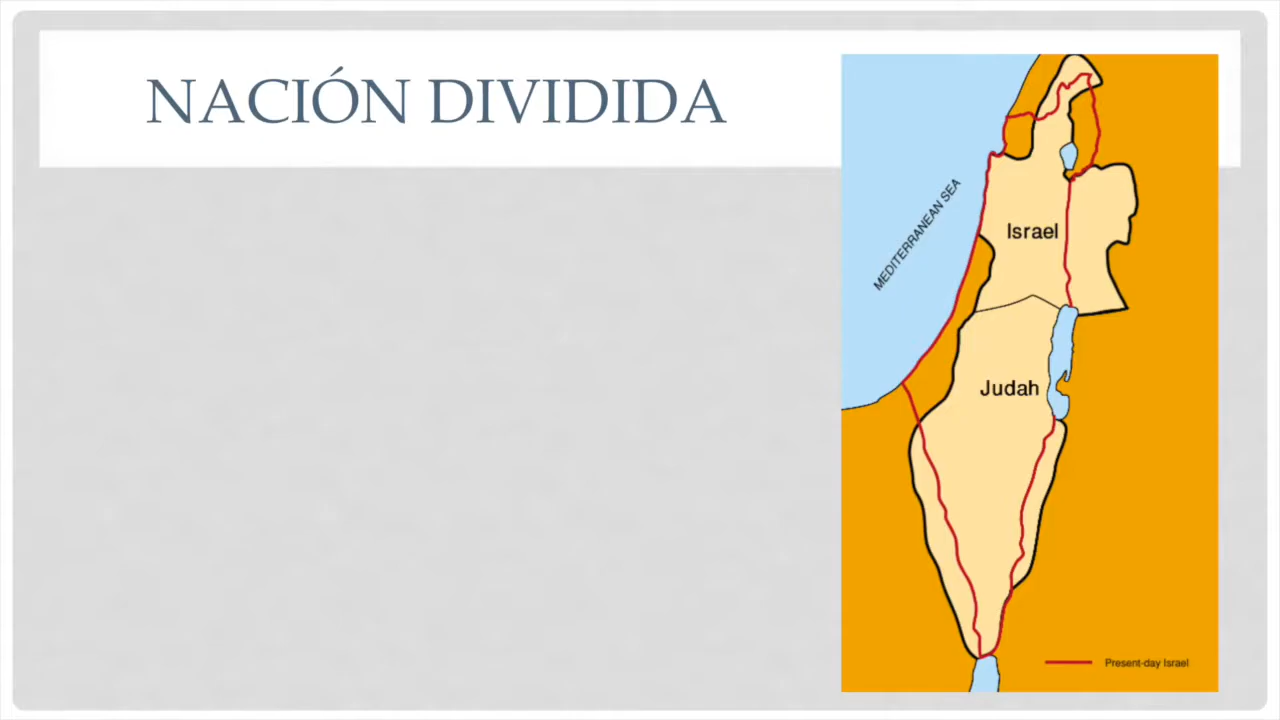 NACIÓN DIVIDIDA
MEDITERRANEAN SEA
Israel
Judah
Present-day Israel